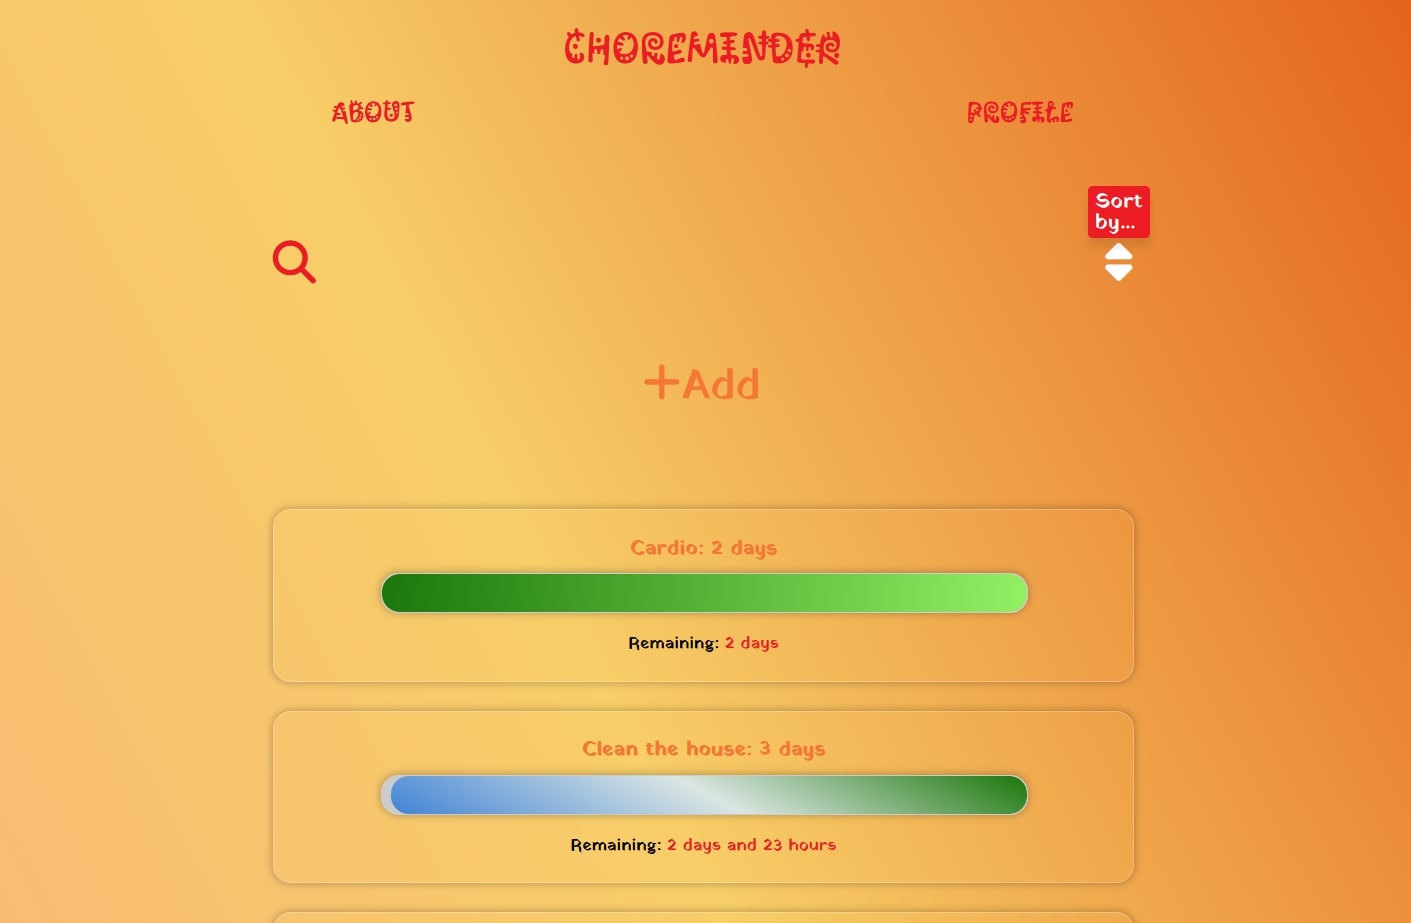 CHOREMINDER
ABOUT
PROFILE
Sort
by...
+Add
Cardio: 2 days
Remaining: 2 days
Clean the house: 3 days
Remaining: 2 days and 23 hours